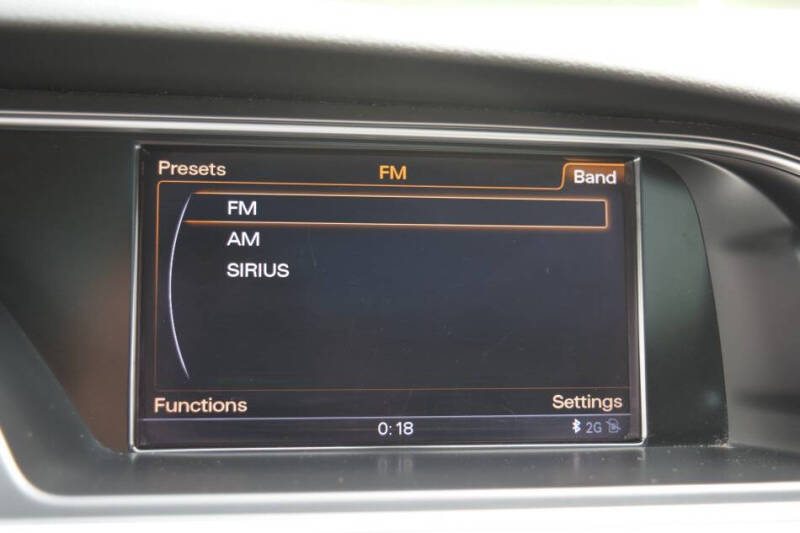 Presets FM Band
FM
AM
SIRIUS
Functions Settings
0:18 2G